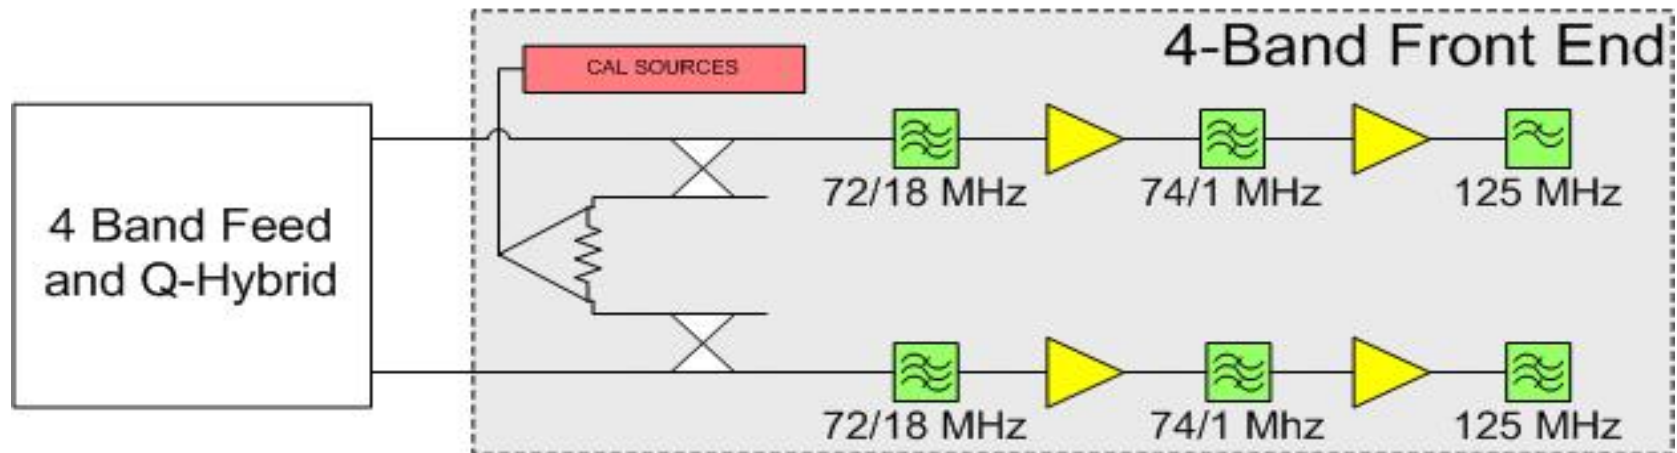 4-Band Front End
CAL SOURCES
4 Band Feed
and Q-Hybrid
72/18 MHz
74/1 MHz
125 MHz
72/18 MHz
74/1 Mhz
125 MHz